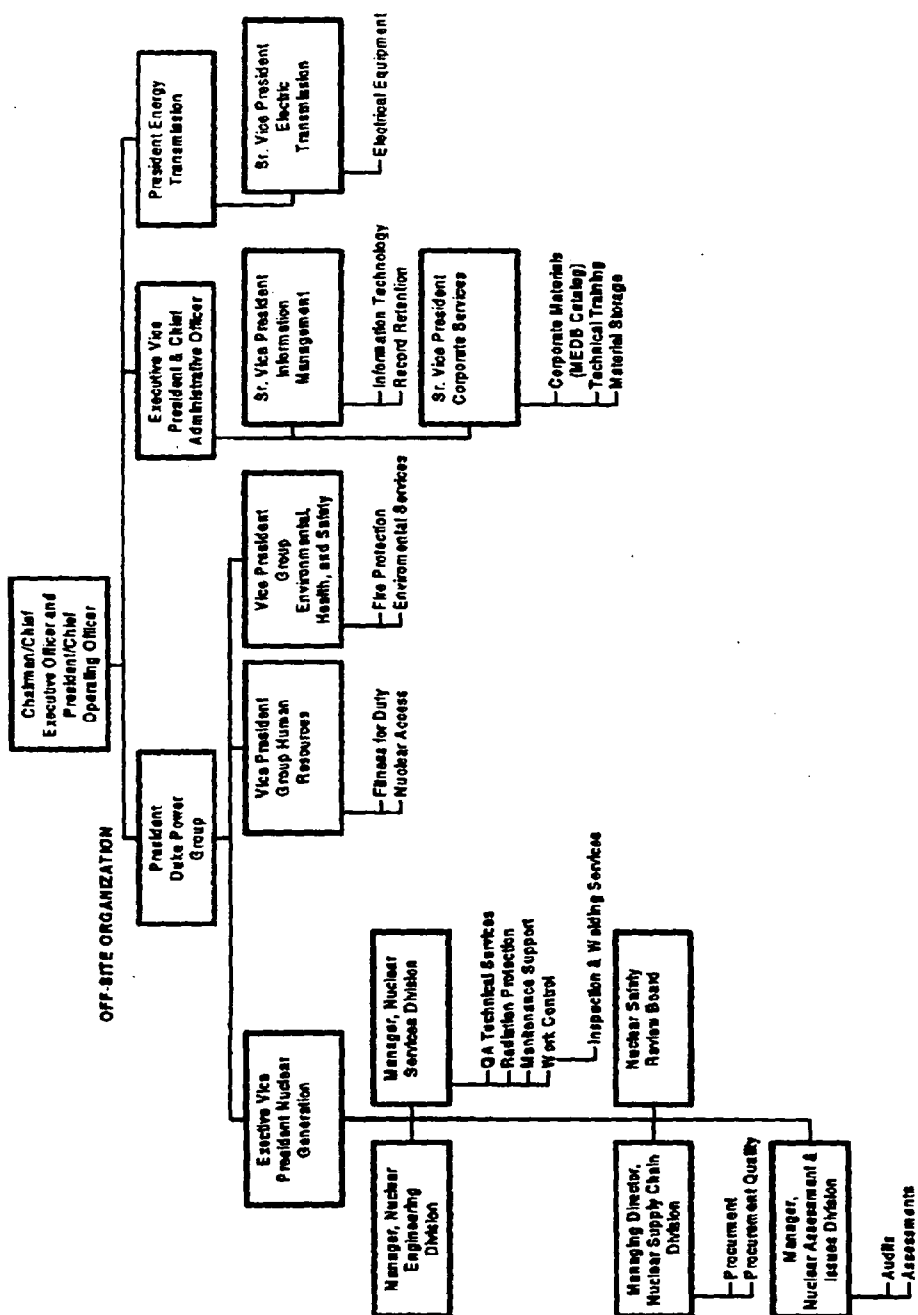 OFF-SITE ORGANIZATION
Chairman/Chief
Executive Officer and
President/Chief
Operating Officer
President
Duke Power
Group
Executive Vice
President & Chief
Administrative Officer
President Energy
Transmission
Exective Vice
President Nuclear
Generation
Vice President
Group Human
Resources
Fitness for Duty
Nuclear Access
Vice President
Group
Environmental,
Health, and Safety
Fire Protection
Enviromental Services
Sr. Vice President
Information
Management
Information Technology
Record Retention
Sr. Vice President
Electric
Transmission
Electrical Equipment
Manager, Nuclear
Engineering
Division
Manager, Nuclear
Services Division
QA Technical Services
Radiation Protection
Maintenance Support
Work Control
Inspection & Welding Services
Sr. Vice President
Corporate Services
Corporate Materials
(MEDB Catalog)
Technical Training
Material Storage
Managing Director,
Nuclear Supply Chain
Division
Procurment
Procurement Quality
Nuclear Safety
Review Board
Manager,
Nuclear Assessment &
Issues Division
Audits
Assessments